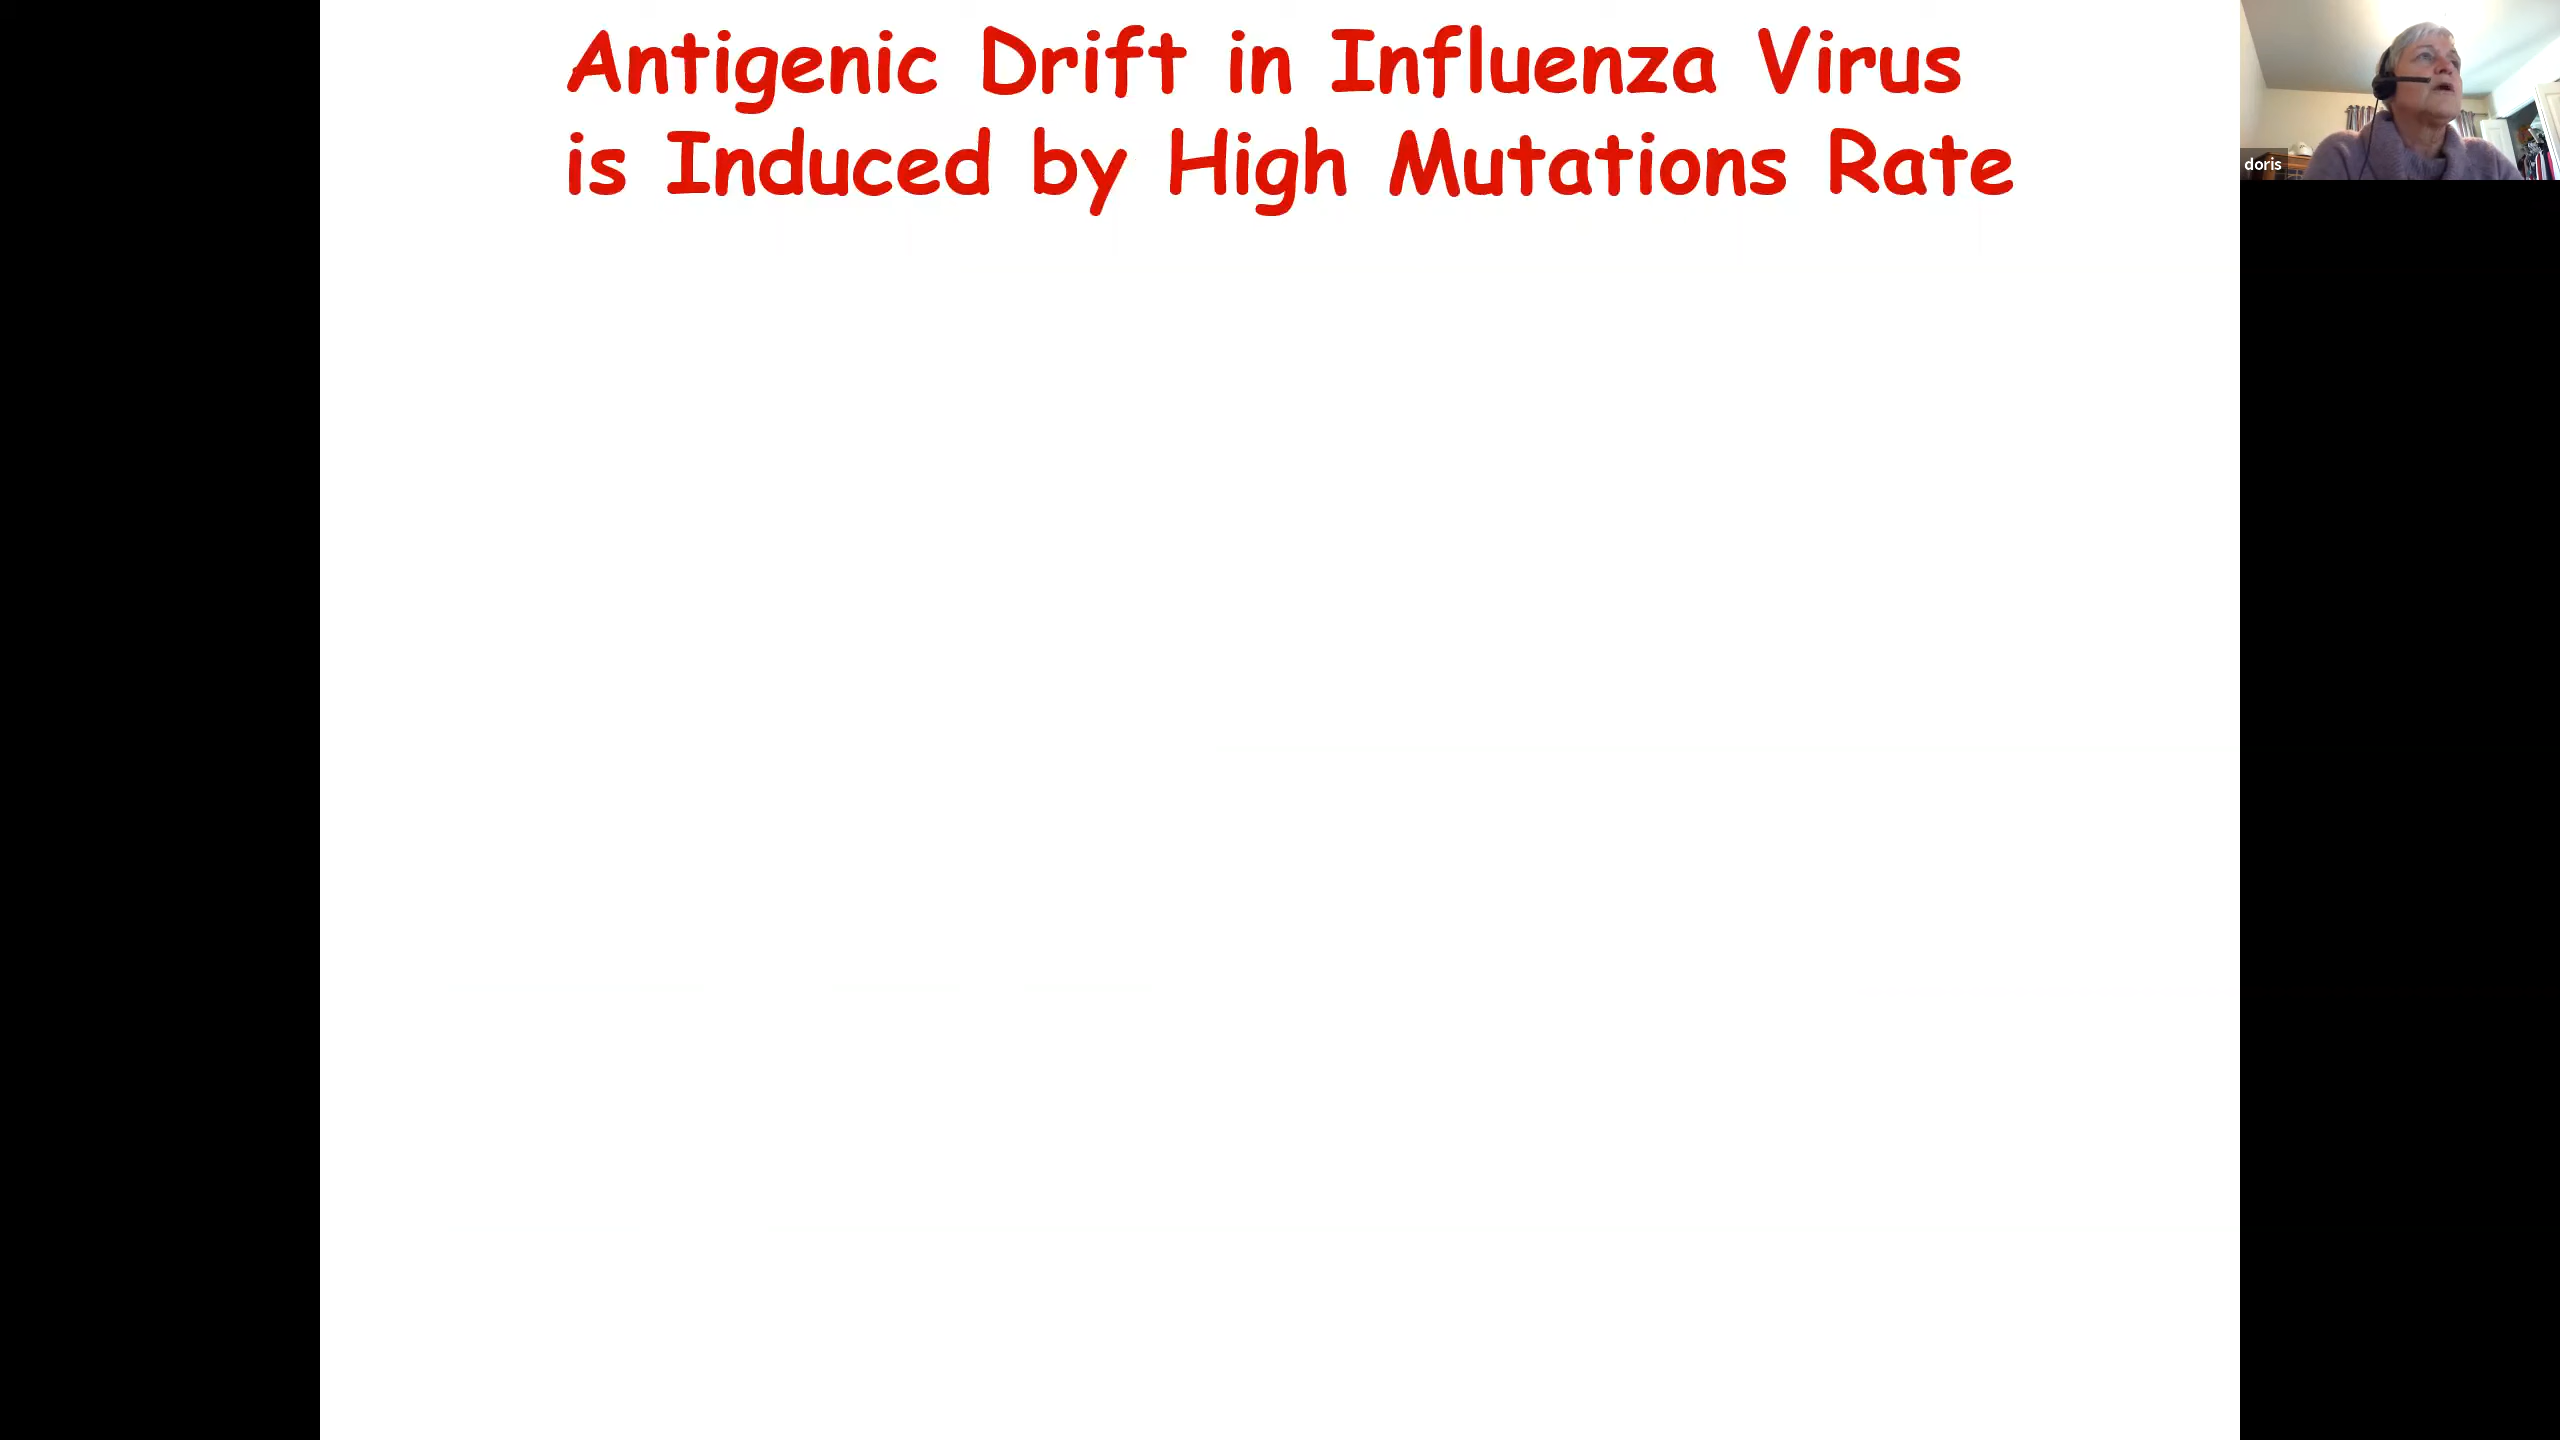 Antigenic Drift in Influenza Virus
is Induced by High Mutations Rate
doris